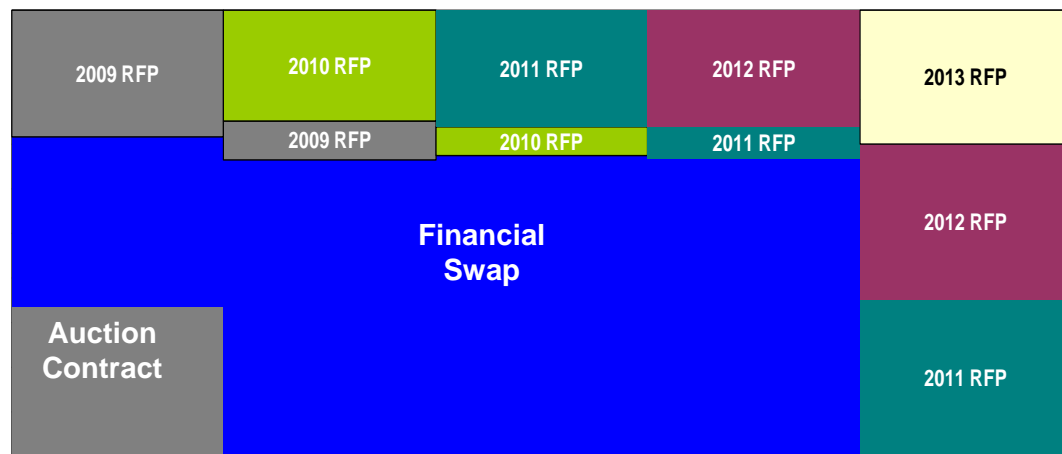 2009 RFP
2010 RFP
2011 RFP
2012 RFP
2013 RFP
2009 RFP
2010 RFP
2011 RFP
Financial
Swap
2012 RFP
Auction
Contract
2011 RFP